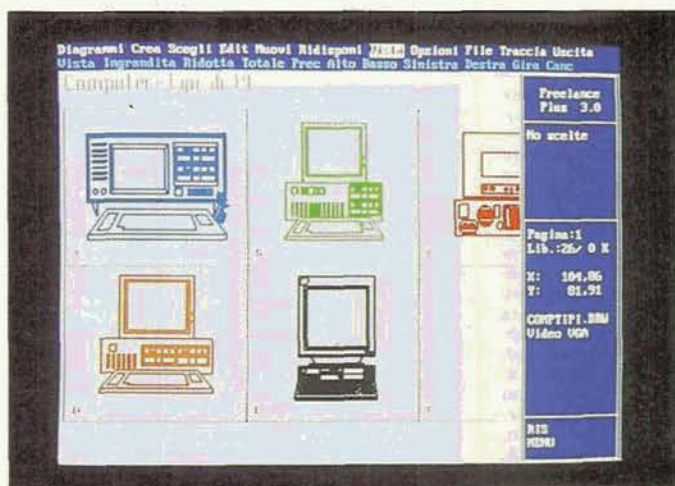 Diagrammi Crea Scegli Edit Muovi Ridisponi Vista Opzioni File Traccia Uscita
Vista Ingrandita Ridotta Totale Prec Alto Basso Sinistra Destra Gira Canc
Computer - Tipi di PC
Freelance
Plus 3.0
No scelte
Pagina:1
Lib.:26/ 0 K
X: 104,86
Y: 81,91
COMPTIPI.DRW
Video VGA
RIS
MENU